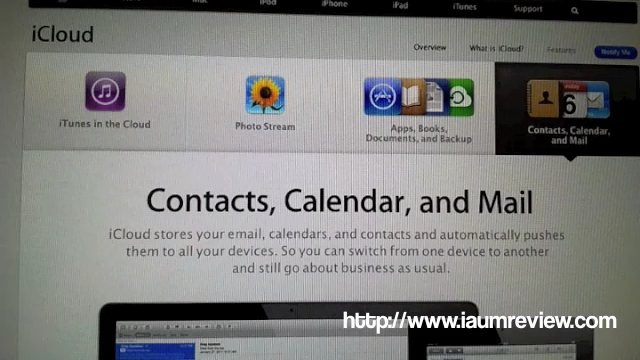 Mac iPod iPhone iPad iTunes Support
iCloud
Overview What is iCloud? Features Notify Me
iTunes in the Cloud
Photo Stream
Apps, Books,
Documents, and Backup
6
Contacts, Calendar,
and Mail
Contacts, Calendar, and Mail
iCloud stores your email, calendars, and contacts and automatically pushes
them to all your devices. So you can switch from one device to another
and still go about business as usual.
http://www.iaumreview.com